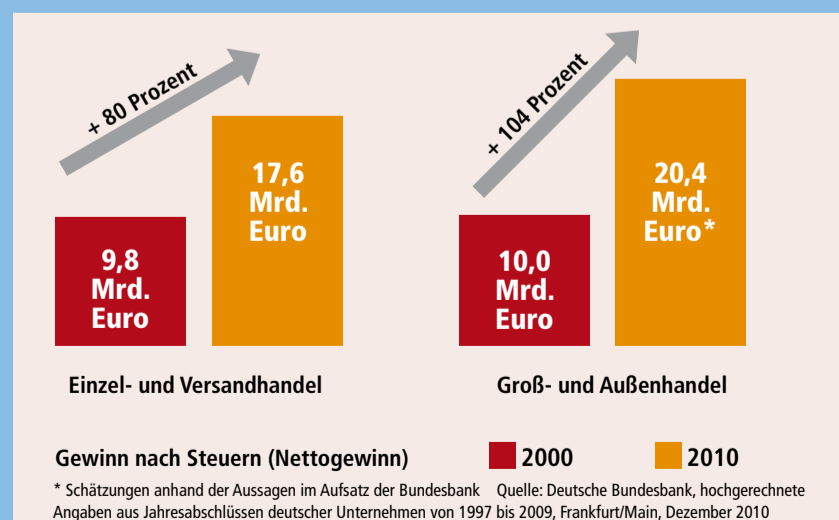 + 80 Prozent
17,6
Mrd.
Euro
9,8
Mrd.
Euro
Einzel- und Versandhandel
+ 104 Prozent
20,4
Mrd.
Euro*
10,0
Mrd.
Euro
Groß- und Außenhandel
Gewinn nach Steuern (Nettogewinn) 2000 2010
* Schätzungen anhand der Aussagen im Aufsatz der Bundesbank Quelle: Deutsche Bundesbank, hochgerechnete
Angaben aus Jahresabschlüssen deutscher Unternehmen von 1997 bis 2009, Frankfurt/Main, Dezember 2010